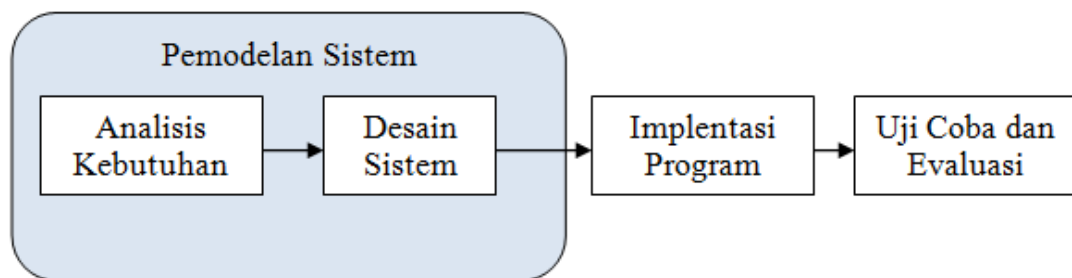 Pemodelan Sistem
Analisis
Kebutuhan
Desain
Sistem
Implentasi
Program
Uji Coba dan
Evaluasi